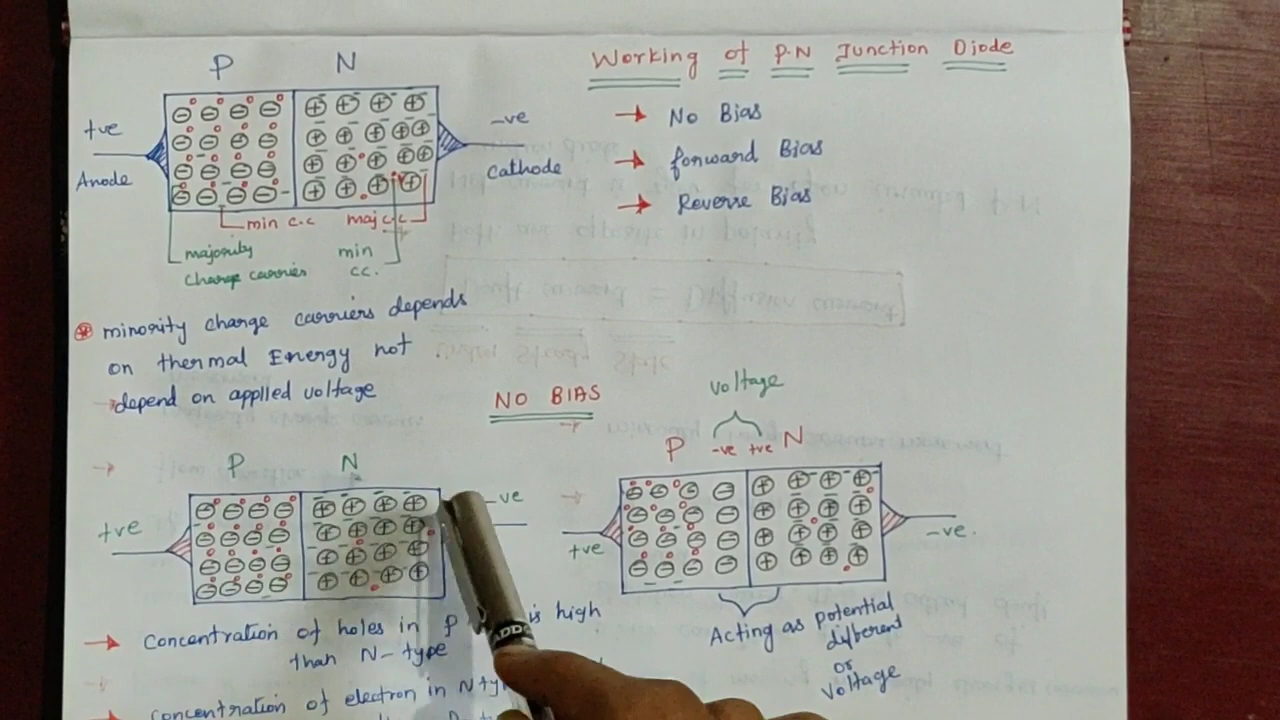 Working of P-N Junction Diode
→ No Bias
→ forward Bias
→ Reverse Bias
P N
+ve
Anode
-ve
Cathode
min c.c maj c.c
majority
charge carriers
min
cc.
minority charge carriers depends
on thermal Energy not
depend on applied voltage
NO BIAS
P N
+ve
-ve
voltage
P -ve +ve N
+ve
-ve.
Acting as potential
different
or
voltage
→ Concentration of holes in P is high
than N-type
→ concentration of electron in N ty